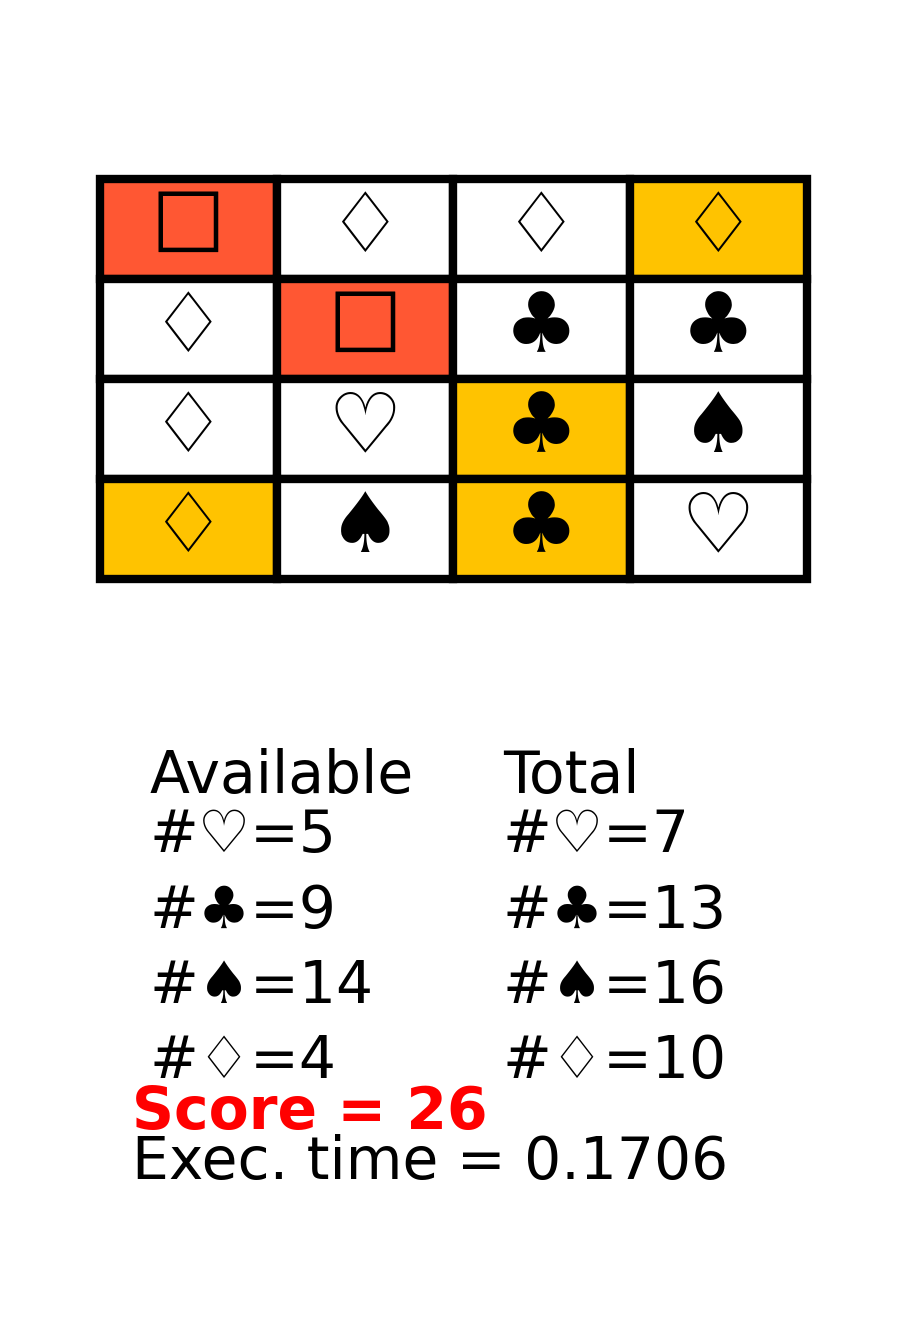 □ ♢ ♢ ♢
♢ □ ♣ ♣
♢ ♡ ♣ ♠
♢ ♠ ♣ ♡
Available Total
#♡=5 #♡=7
#♣=9 #♣=13
#♠=14 #♠=16
#♢=4 #♢=10
Score = 26
Exec. time = 0.1706